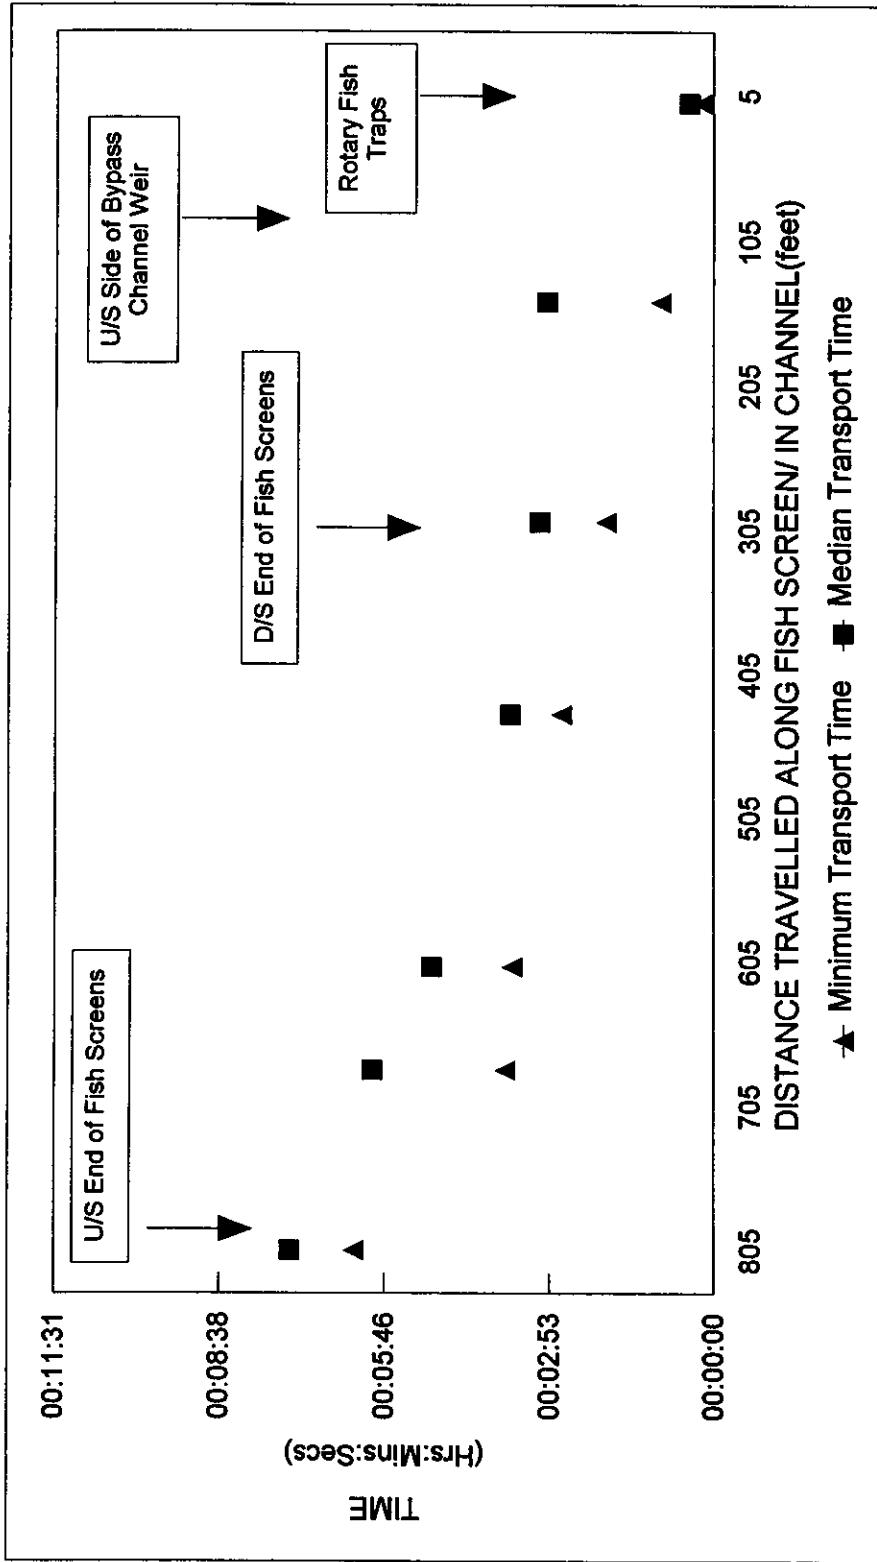 U/S End of Fish Screens
D/S End of Fish Screens
U/S Side of Bypass
Channel Weir
Rotary Fish
Traps
TIME
(Hrs:Mins:Secs)
00:11:31
00:08:38
00:05:46
00:02:53
00:00:00
805 705 605 505 405 305 205 105 5
DISTANCE TRAVELLED ALONG FISH SCREEN/ IN CHANNEL(feet)
Minimum Transport Time Median Transport Time